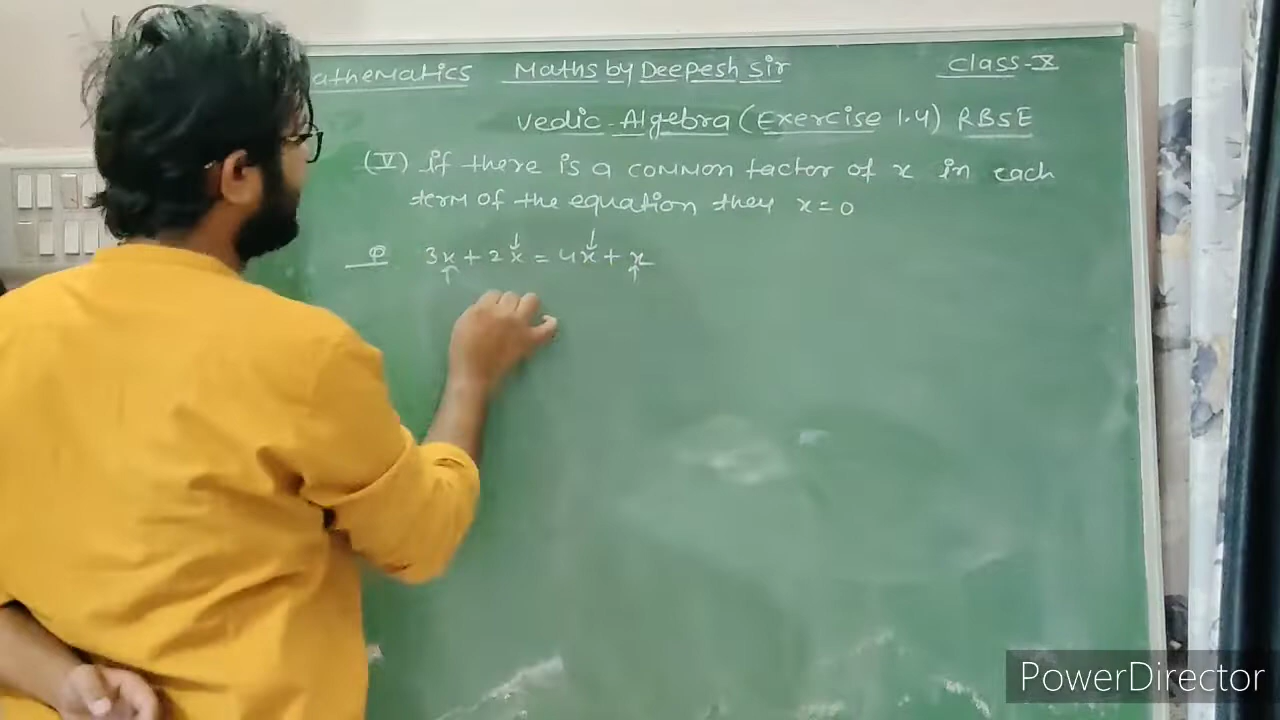 athematics Maths by Deepesh Sir Class-X
Vedic-Algebra (Exercise 1.4) RBSE
(V) If there is a common factor of x in each
term of the equation then x = 0
3x + 2x = 4x + x
PowerDirector